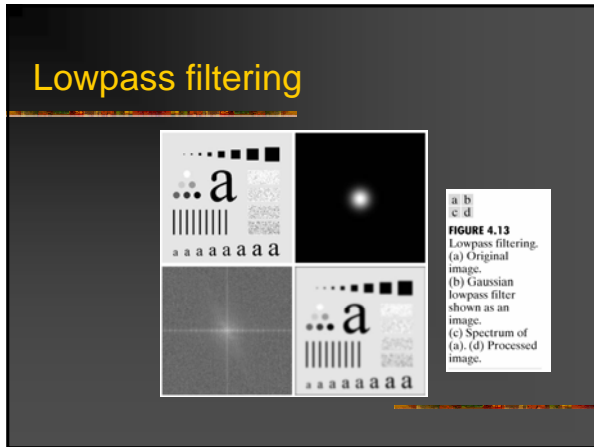 Lowpass filtering
a
a a a a a a a a
a
a a a a a a a a
a b
c d
FIGURE 4.13
Lowpass filtering.
(a) Original
image.
(b) Gaussian
lowpass filter
shown as an
image.
(c) Spectrum of
(a). (d) Processed
image.